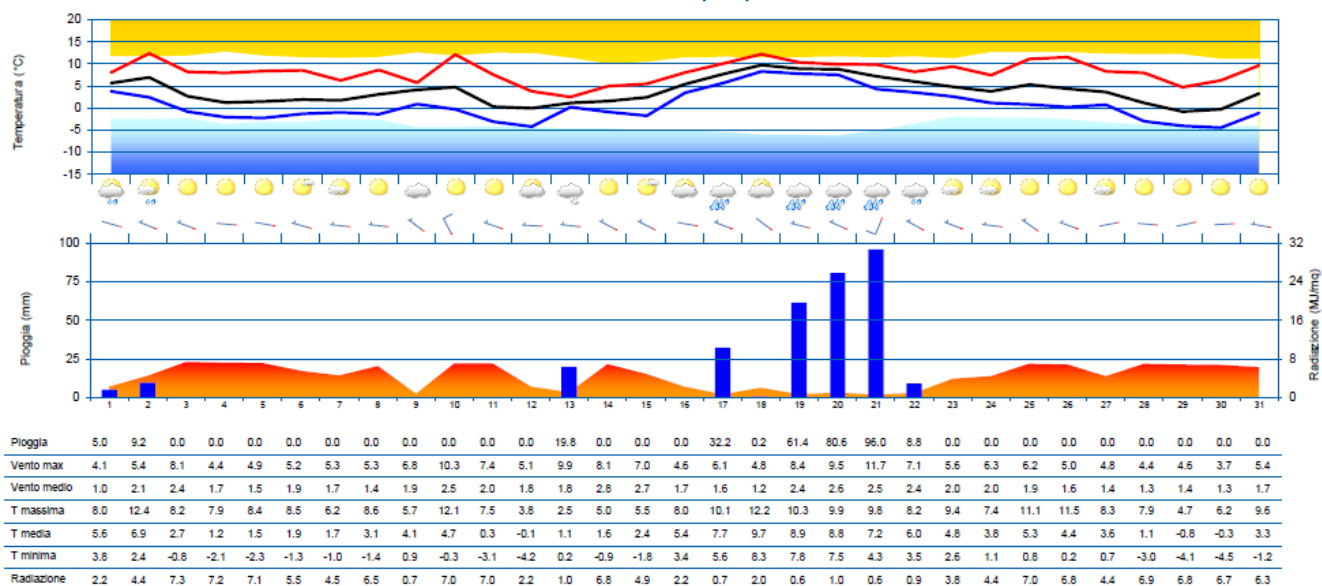 20
15
10
5
0
-5
-10
-15
Temperatura (°C)
100
75
50
25
0
Pioggia (mm)
32
24
16
8
0
Radiazione (MJ/mq)
1 2 3 4 5 6 7 8 9 10 11 12 13 14 15 16 17 18 19 20 21 22 23 24 25 26 27 28 29 30 31
Pioggia 5.0 9.2 0.0 0.0 0.0 0.0 0.0 0.0 0.0 0.0 0.0 0.0 19.8 0.0 0.0 0.0 32.2 0.2 61.4 80.6 96.0 8.8 0.0 0.0 0.0 0.0 0.0 0.0 0.0 0.0 0.0
Vento max 4.1 5.4 8.1 4.4 4.9 5.2 5.3 5.3 6.8 10.3 7.4 5.1 9.9 8.1 7.0 4.6 6.1 4.8 8.4 9.5 11.7 7.1 5.6 6.3 6.2 5.0 4.8 4.4 4.6 3.7 5.4
Vento medio 1.0 2.1 2.4 1.7 1.5 1.9 1.7 1.4 1.9 2.5 2.0 1.8 1.8 2.8 2.7 1.7 1.6 1.2 2.4 2.6 2.5 2.4 2.0 2.0 1.9 1.6 1.4 1.3 1.4 1.3 1.7
T massima 8.0 12.4 8.2 7.9 8.4 8.5 6.2 8.6 5.7 12.1 7.5 3.8 2.5 5.0 5.5 8.0 10.1 12.2 10.3 9.9 9.8 8.2 9.4 7.4 11.1 11.5 8.3 7.9 4.7 6.2 9.6
T media 5.6 6.9 2.7 1.2 1.5 1.9 1.7 3.1 4.1 4.7 0.3 -0.1 1.1 1.6 2.4 5.4 7.7 9.7 8.9 8.8 7.2 6.0 4.8 3.8 5.3 4.4 3.6 1.1 -0.8 -0.3 3.3
T minima 3.8 2.4 -0.8 -2.1 -2.3 -1.3 -1.0 -1.4 0.9 -0.3 -3.1 -4.2 0.2 -0.9 -1.8 3.4 5.6 8.3 7.8 7.5 4.3 3.5 2.6 1.1 0.8 0.2 0.7 -3.0 -4.1 -4.5 -1.2
Radiazione 2.2 4.4 7.3 7.2 7.1 5.5 4.5 6.5 0.7 7.0 7.0 2.2 1.0 6.8 4.9 2.2 0.7 2.0 0.6 1.0 0.6 0.9 3.8 4.4 7.0 6.8 4.4 6.9 6.8 6.7 6.3